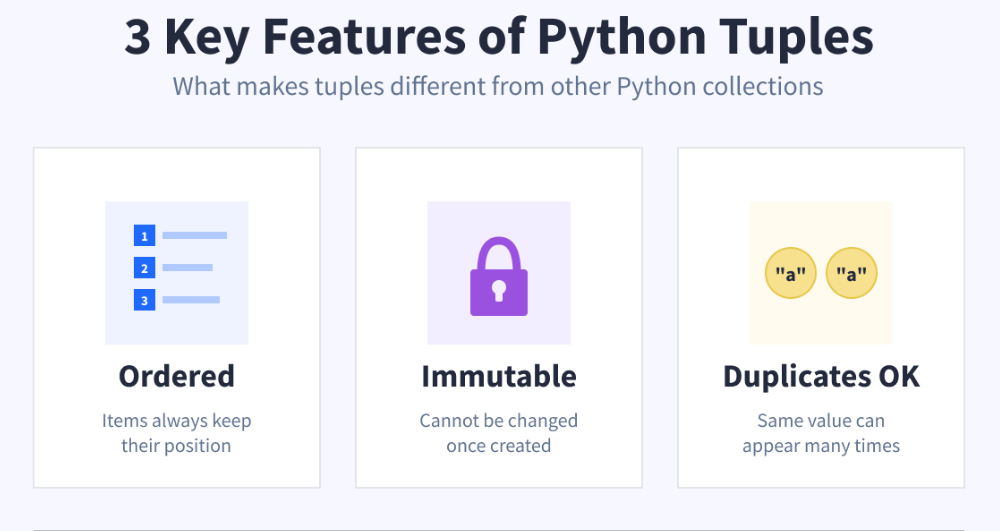 3 Key Features of Python Tuples
What makes tuples different from other Python collections
1
2
3
Ordered
Items always keep
their position
Immutable
Cannot be changed
once created
"a" "a"
Duplicates OK
Same value can
appear many times